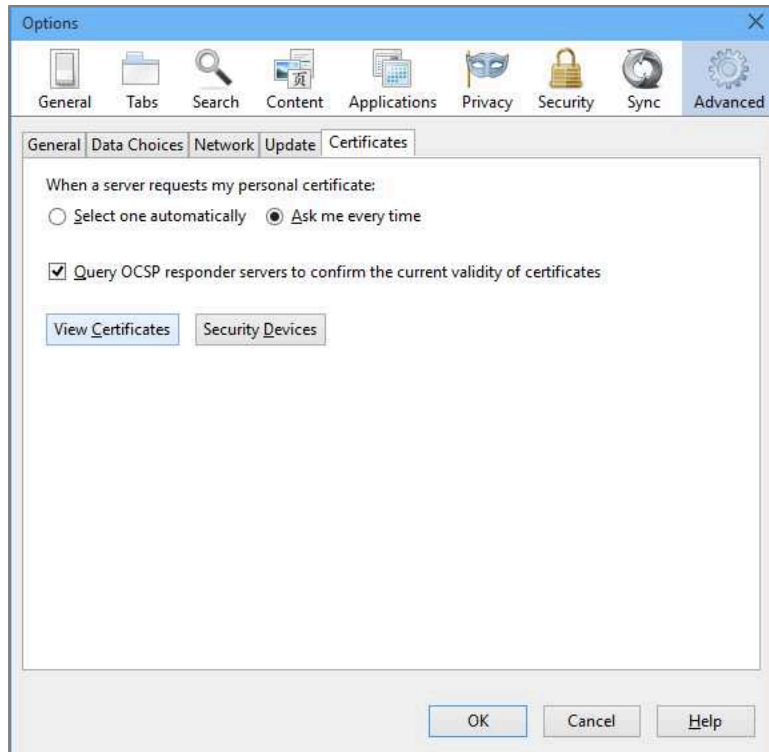 Options
General Tabs Search Content Applications Privacy Security Sync Advanced
General Data Choices Network Update Certificates
When a server requests my personal certificate:
Select one automatically Ask me every time
Query OCSP responder servers to confirm the current validity of certificates
View Certificates Security Devices
OK Cancel Help